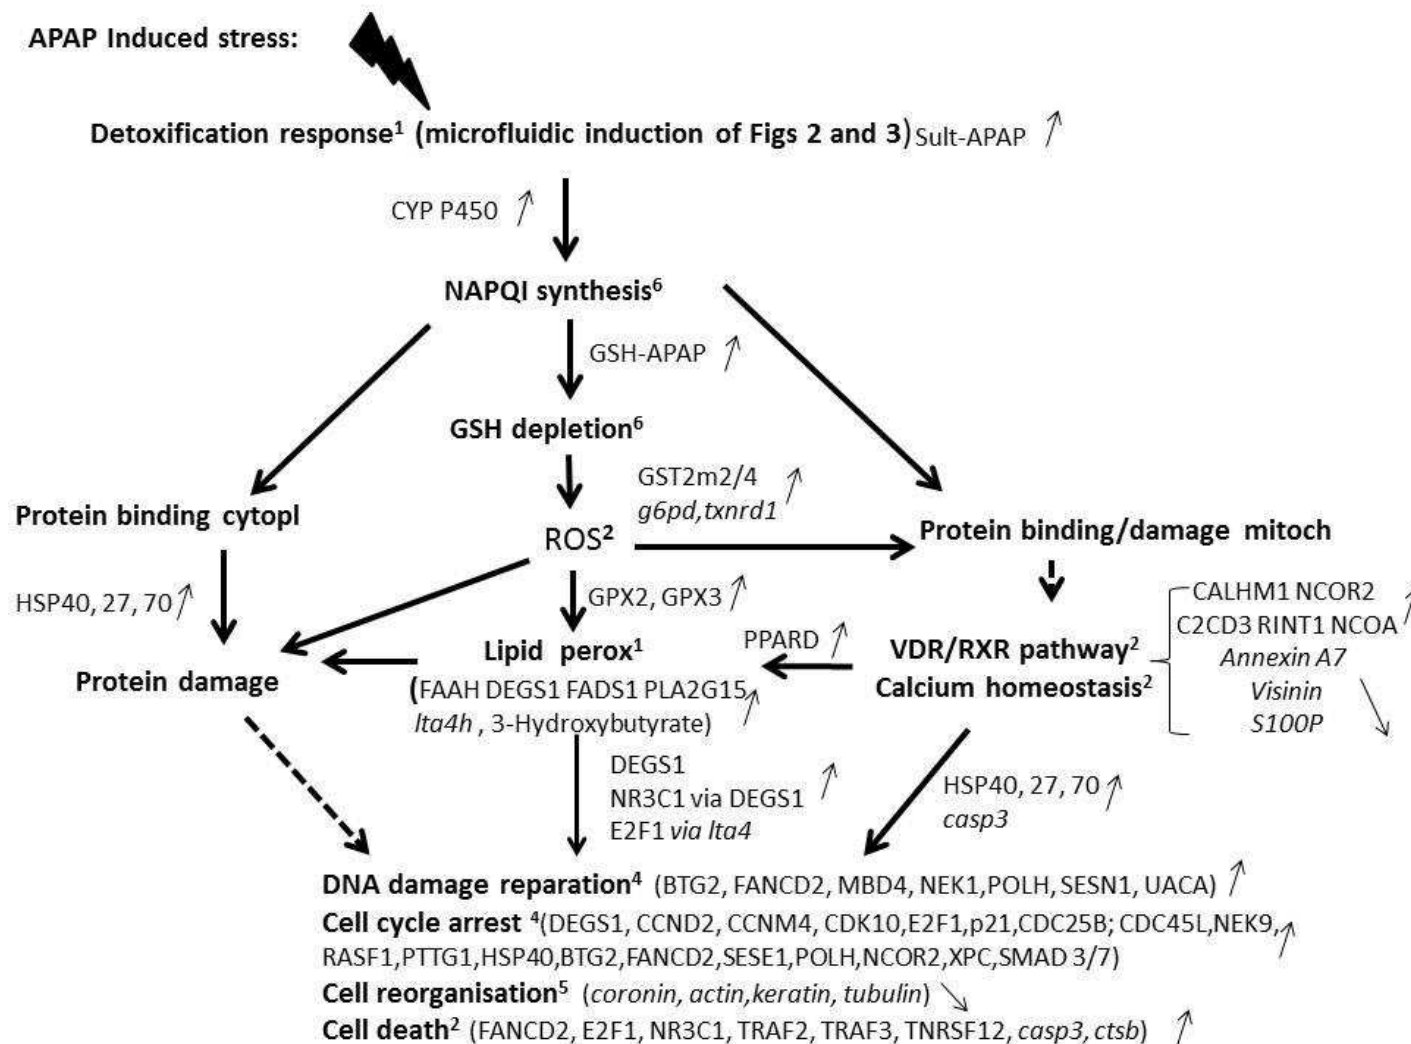 APAP Induced stress:
Detoxification response¹ (microfluidic induction of Figs 2 and 3) Sult-APAP
CYP P450
NAPQI synthesis⁶
GSH-APAP
GSH depletion⁶
GST2m2/4
g6pd,txnrd1
Protein binding cytopl
ROS²
Protein binding/damage mitoch
HSP40, 27, 70
GPX2, GPX3
CALHM1 NCOR2
C2CD3 RINT1 NCOA
Annexin A7
Visinin
S100P
PPARD
VDR/RXR pathway²
Calcium homeostasis²
Lipid perox¹
(FAAH DEGS1 FADS1 PLA2G15
lta4h , 3-Hydroxybutyrate)
Protein damage
DEGS1
NR3C1 via DEGS1
E2F1 via lta4
HSP40, 27, 70
casp3
DNA damage reparation⁴ (BTG2, FANCD2, MBD4, NEK1,POLH, SESN1, UACA)
Cell cycle arrest ⁴(DEGS1, CCND2, CCNM4, CDK10,E2F1,p21,CDC25B; CDC45L,NEK9,
RASF1,PTTG1,HSP40,BTG2,FANCD2,SESE1,POLH,NCOR2,XPC,SMAD 3/7)
Cell reorganisation⁵ (coronin, actin,keratin, tubulin)
Cell death² (FANCD2, E2F1, NR3C1, TRAF2, TRAF3, TNRSF12, casp3, ctsb)